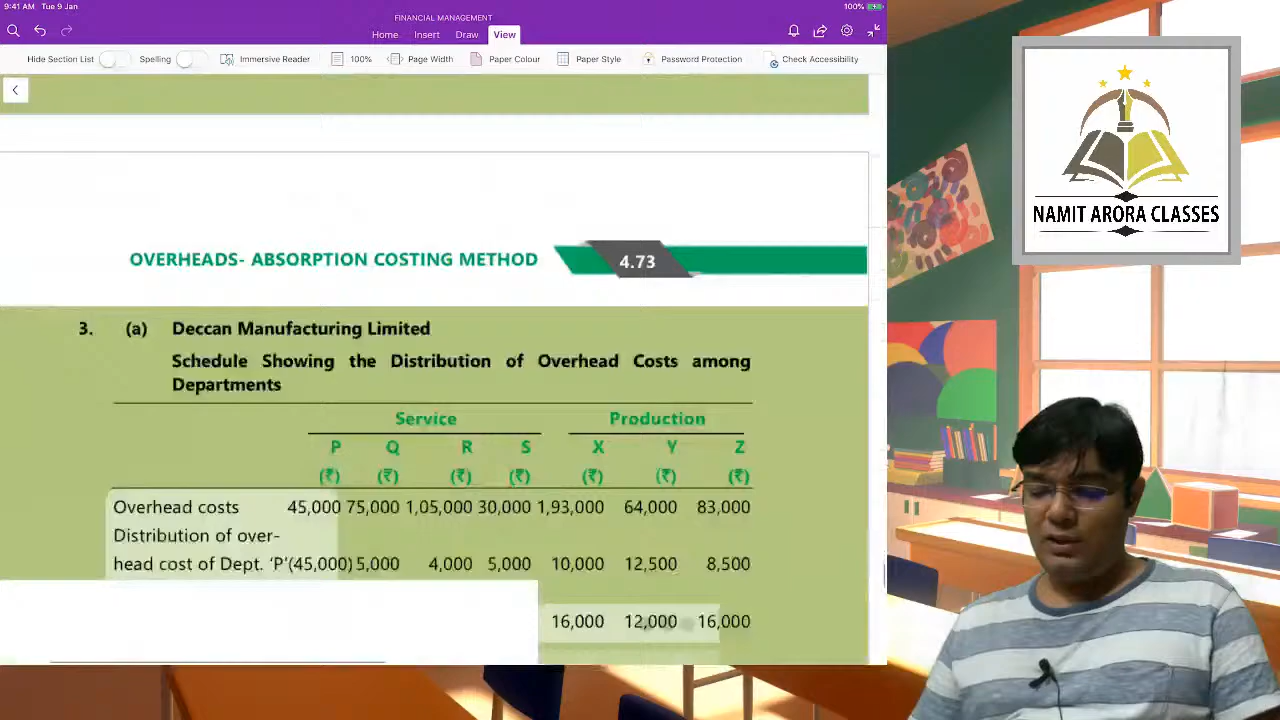 9:41 AM Tue 9 Jan
100%
FINANCIAL MANAGEMENT
Home Insert Draw View
Hide Section List Spelling Immersive Reader 100% Page Width Paper Colour Paper Style Password Protection Check Accessibility
OVERHEADS- ABSORPTION COSTING METHOD 4.73
3. (a) Deccan Manufacturing Limited
Schedule Showing the Distribution of Overhead Costs among
Departments
Service Production
P Q R S X Y Z
(₹) (₹) (₹) (₹) (₹) (₹) (₹)
Overhead costs 45,000 75,000 1,05,000 30,000 1,93,000 64,000 83,000
Distribution of over-
head cost of Dept. ‘P’(45,000) 5,000 4,000 5,000 10,000 12,500 8,500
16,000 12,000 16,000
NAMIT ARORA CLASSES